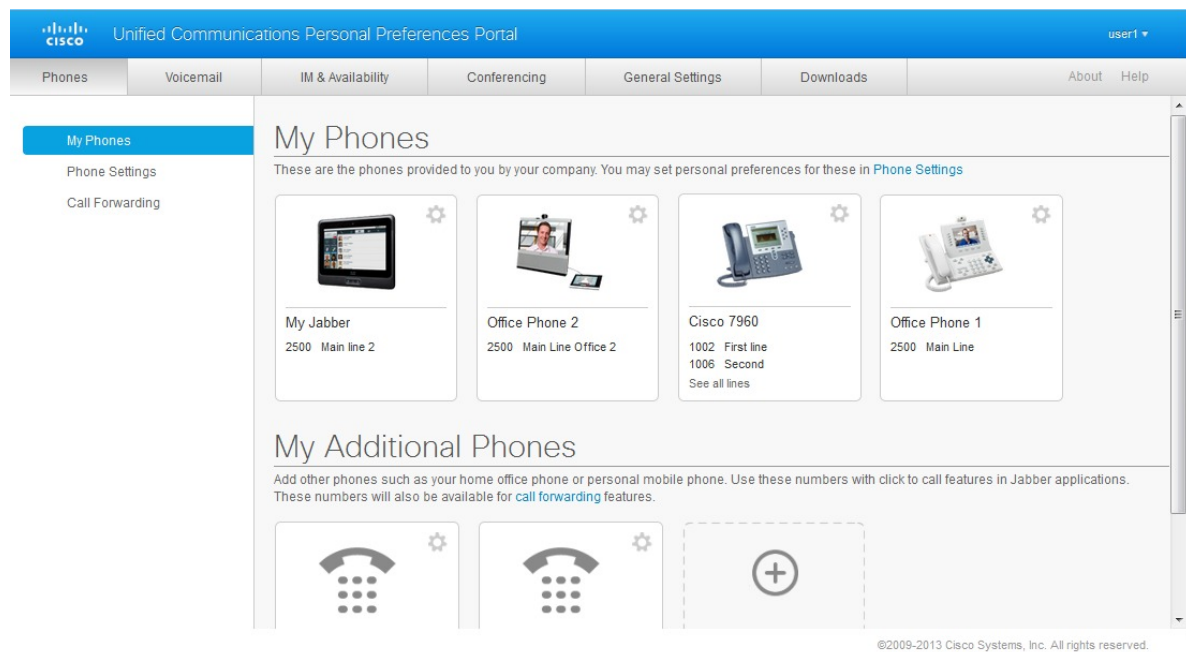 CISCO
Unified Communications Personal Preferences Portal
user1
Phones
Voicemail
IM & Availability
Conferencing
General Settings
Downloads
About
Help
My Phones
Phone Settings
Call Forwarding
My Phones
These are the phones provided to you by your company. You may set personal preferences for these in Phone Settings
My Jabber
2500 Main line 2
Office Phone 2
2500 Main Line Office 2
Cisco 7960
1002 First line
1006 Second
See all lines
Office Phone 1
2500 Main Line
My Additional Phones
Add other phones such as your home office phone or personal mobile phone. Use these numbers with click to call features in Jabber applications.
These numbers will also be available for call forwarding features.
©2009-2013 Cisco Systems, Inc. All rights reserved.